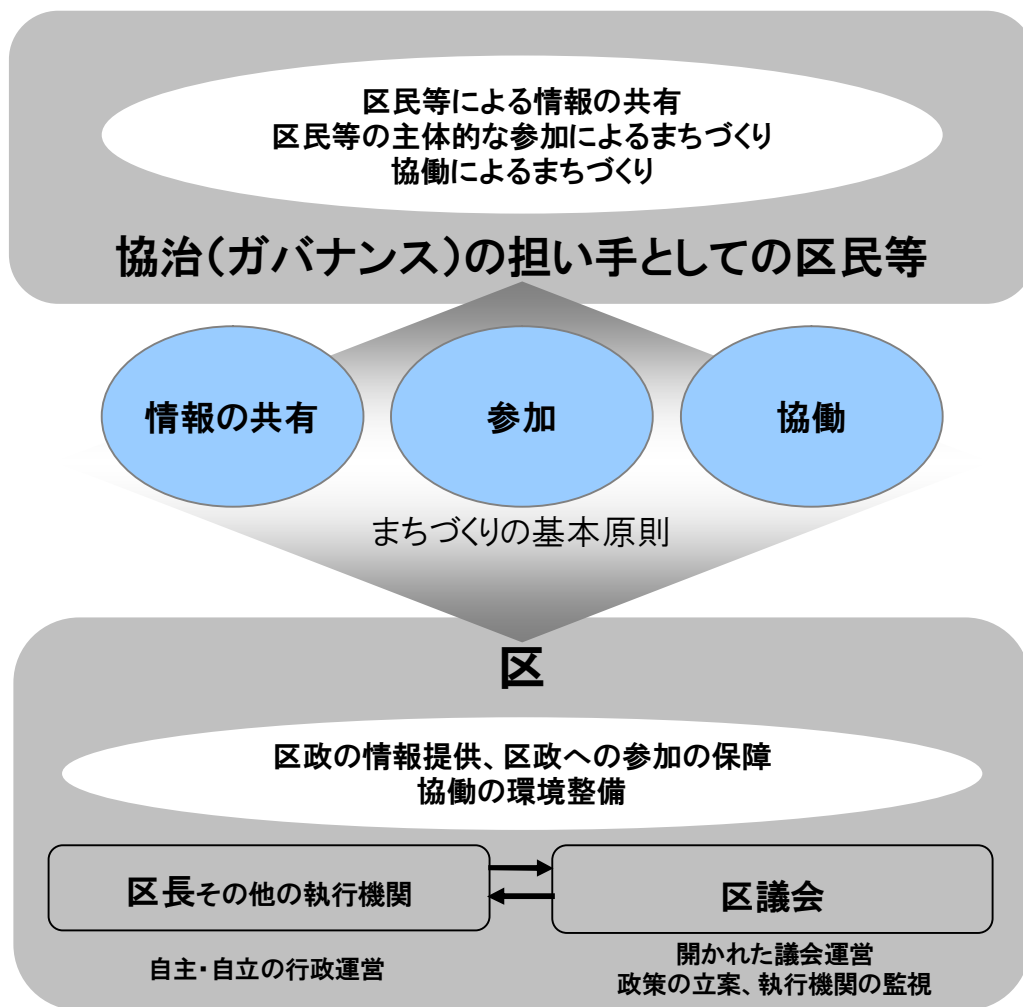 区民等による情報の共有
区民等の主体的な参加によるまちづくり
協働によるまちづくり
協治(ガバナンス)の担い手としての区民等
情報の共有
参加
協働
まちづくりの基本原則
区
区政の情報提供、区政への参加の保障
協働の環境整備
区長その他の執行機関
区議会
自主・自立の行政運営
開かれた議会運営
政策の立案、執行機関の監視